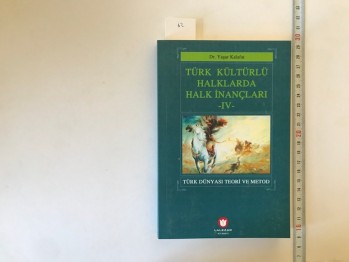 Dr. Yaşar Kalafat
TÜRK KÜLTÜRLÜ
HALKLARDA
HALK İNANÇLARI
-IV-
TÜRK DÜNYASI TEORİ VE METOD